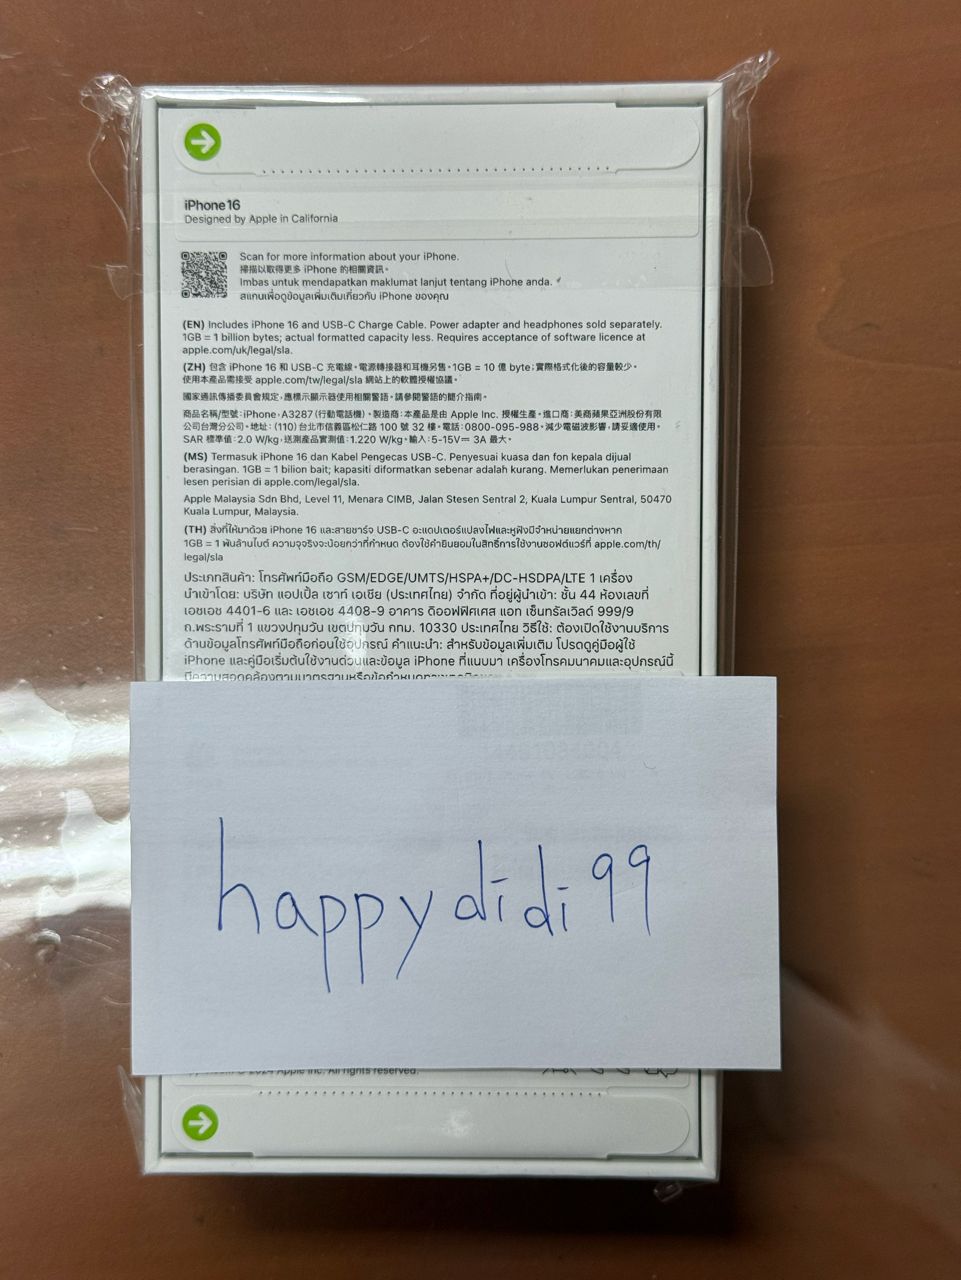 iPhone 16
Designed by Apple in California
Scan for more information about your iPhone.
掃描以取得更多 iPhone 的相關資訊。
Imbas untuk mendapatkan maklumat lanjut tentang iPhone anda.
สแกนเพื่อดูข้อมูลเพิ่มเติมเกี่ยวกับ iPhone ของคุณ
(EN) Includes iPhone 16 and USB-C Charge Cable. Power adapter and headphones sold separately.
1GB = 1 billion bytes; actual formatted capacity less. Requires acceptance of software licence at
apple.com/uk/legal/sla.
(ZH) 包含 iPhone 16 和 USB-C 充電線。電源轉接器和耳機另售。1GB = 10 億 byte；實際格式化後的容量較少。
使用本產品需接受 apple.com/tw/legal/sla 網站上的軟體授權協議。
國家通訊傳播委員會規定，應標示顯示器使用相關警語。請參閱警語的簡介指南。
商品名稱/型號：iPhone，A3287（行動電話機）。製造商：本產品是由 Apple Inc. 授權生產。進口商：美商蘋果亞洲股份有限
公司台灣分公司。地址：(110) 台北市信義區松仁路 100 號 32 樓。電話：0800-095-988。減少電磁波影響，請妥適使用。
SAR 標準值：2.0 W/kg，送測產品實測值：1.220 W/kg。輸入：5-15V⎓ 3A 最大。
(MS) Termasuk iPhone 16 dan Kabel Pengecas USB-C. Penyesuai kuasa dan fon kepala dijual
berasingan. 1GB = 1 bilion bait; kapasiti diformatkan sebenar adalah kurang. Memerlukan penerimaan
lesen perisian di apple.com/legal/sla.
Apple Malaysia Sdn Bhd, Level 11, Menara CIMB, Jalan Stesen Sentral 2, Kuala Lumpur Sentral, 50470
Kuala Lumpur, Malaysia.
(TH) สิ่งที่ให้มาด้วย iPhone 16 และสายชาร์จ USB-C อะแดปเตอร์แปลงไฟและหูฟังมีจำหน่ายแยกต่างหาก
1GB = 1 พันล้านไบต์ ความจุจริงจะน้อยกว่าที่กำหนด ต้องใช้คำยินยอมในสิทธิ์การใช้งานซอฟต์แวร์ที่ apple.com/th/
legal/sla
ประเภทสินค้า: โทรศัพท์มือถือ GSM/EDGE/UMTS/HSPA+/DC-HSDPA/LTE 1 เครื่อง
นำเข้าโดย: บริษัท แอปเปิ้ล เซาท์ เอเชีย (ประเทศไทย) จำกัด ที่อยู่ผู้นำเข้า: ชั้น 44 ห้องเลขที่
เอชเอช 4401-6 และ เอชเอช 4408-9 อาคาร ดิออฟฟิศเศส แอท เซ็นทรัลเวิลด์ 999/9
ถ.พระรามที่ 1 แขวงปทุมวัน เขตปทุมวัน กทม. 10330 ประเทศไทย วิธีใช้: ต้องเปิดใช้งานบริการ
ด้านข้อมูลโทรศัพท์มือถือก่อนใช้อุปกรณ์ คำแนะนำ: สำหรับข้อมูลเพิ่มเติม โปรดดูคู่มือผู้ใช้
iPhone และคู่มือเริ่มต้นใช้งานด่วนและข้อมูล iPhone ที่แนบมา เครื่องโทรคมนาคมและอุปกรณ์นี้
มีความสอดคล้องตามมาตรฐานหรือข้อกำหนด
happydidi99
© 2024 Apple Inc. All rights reserved.